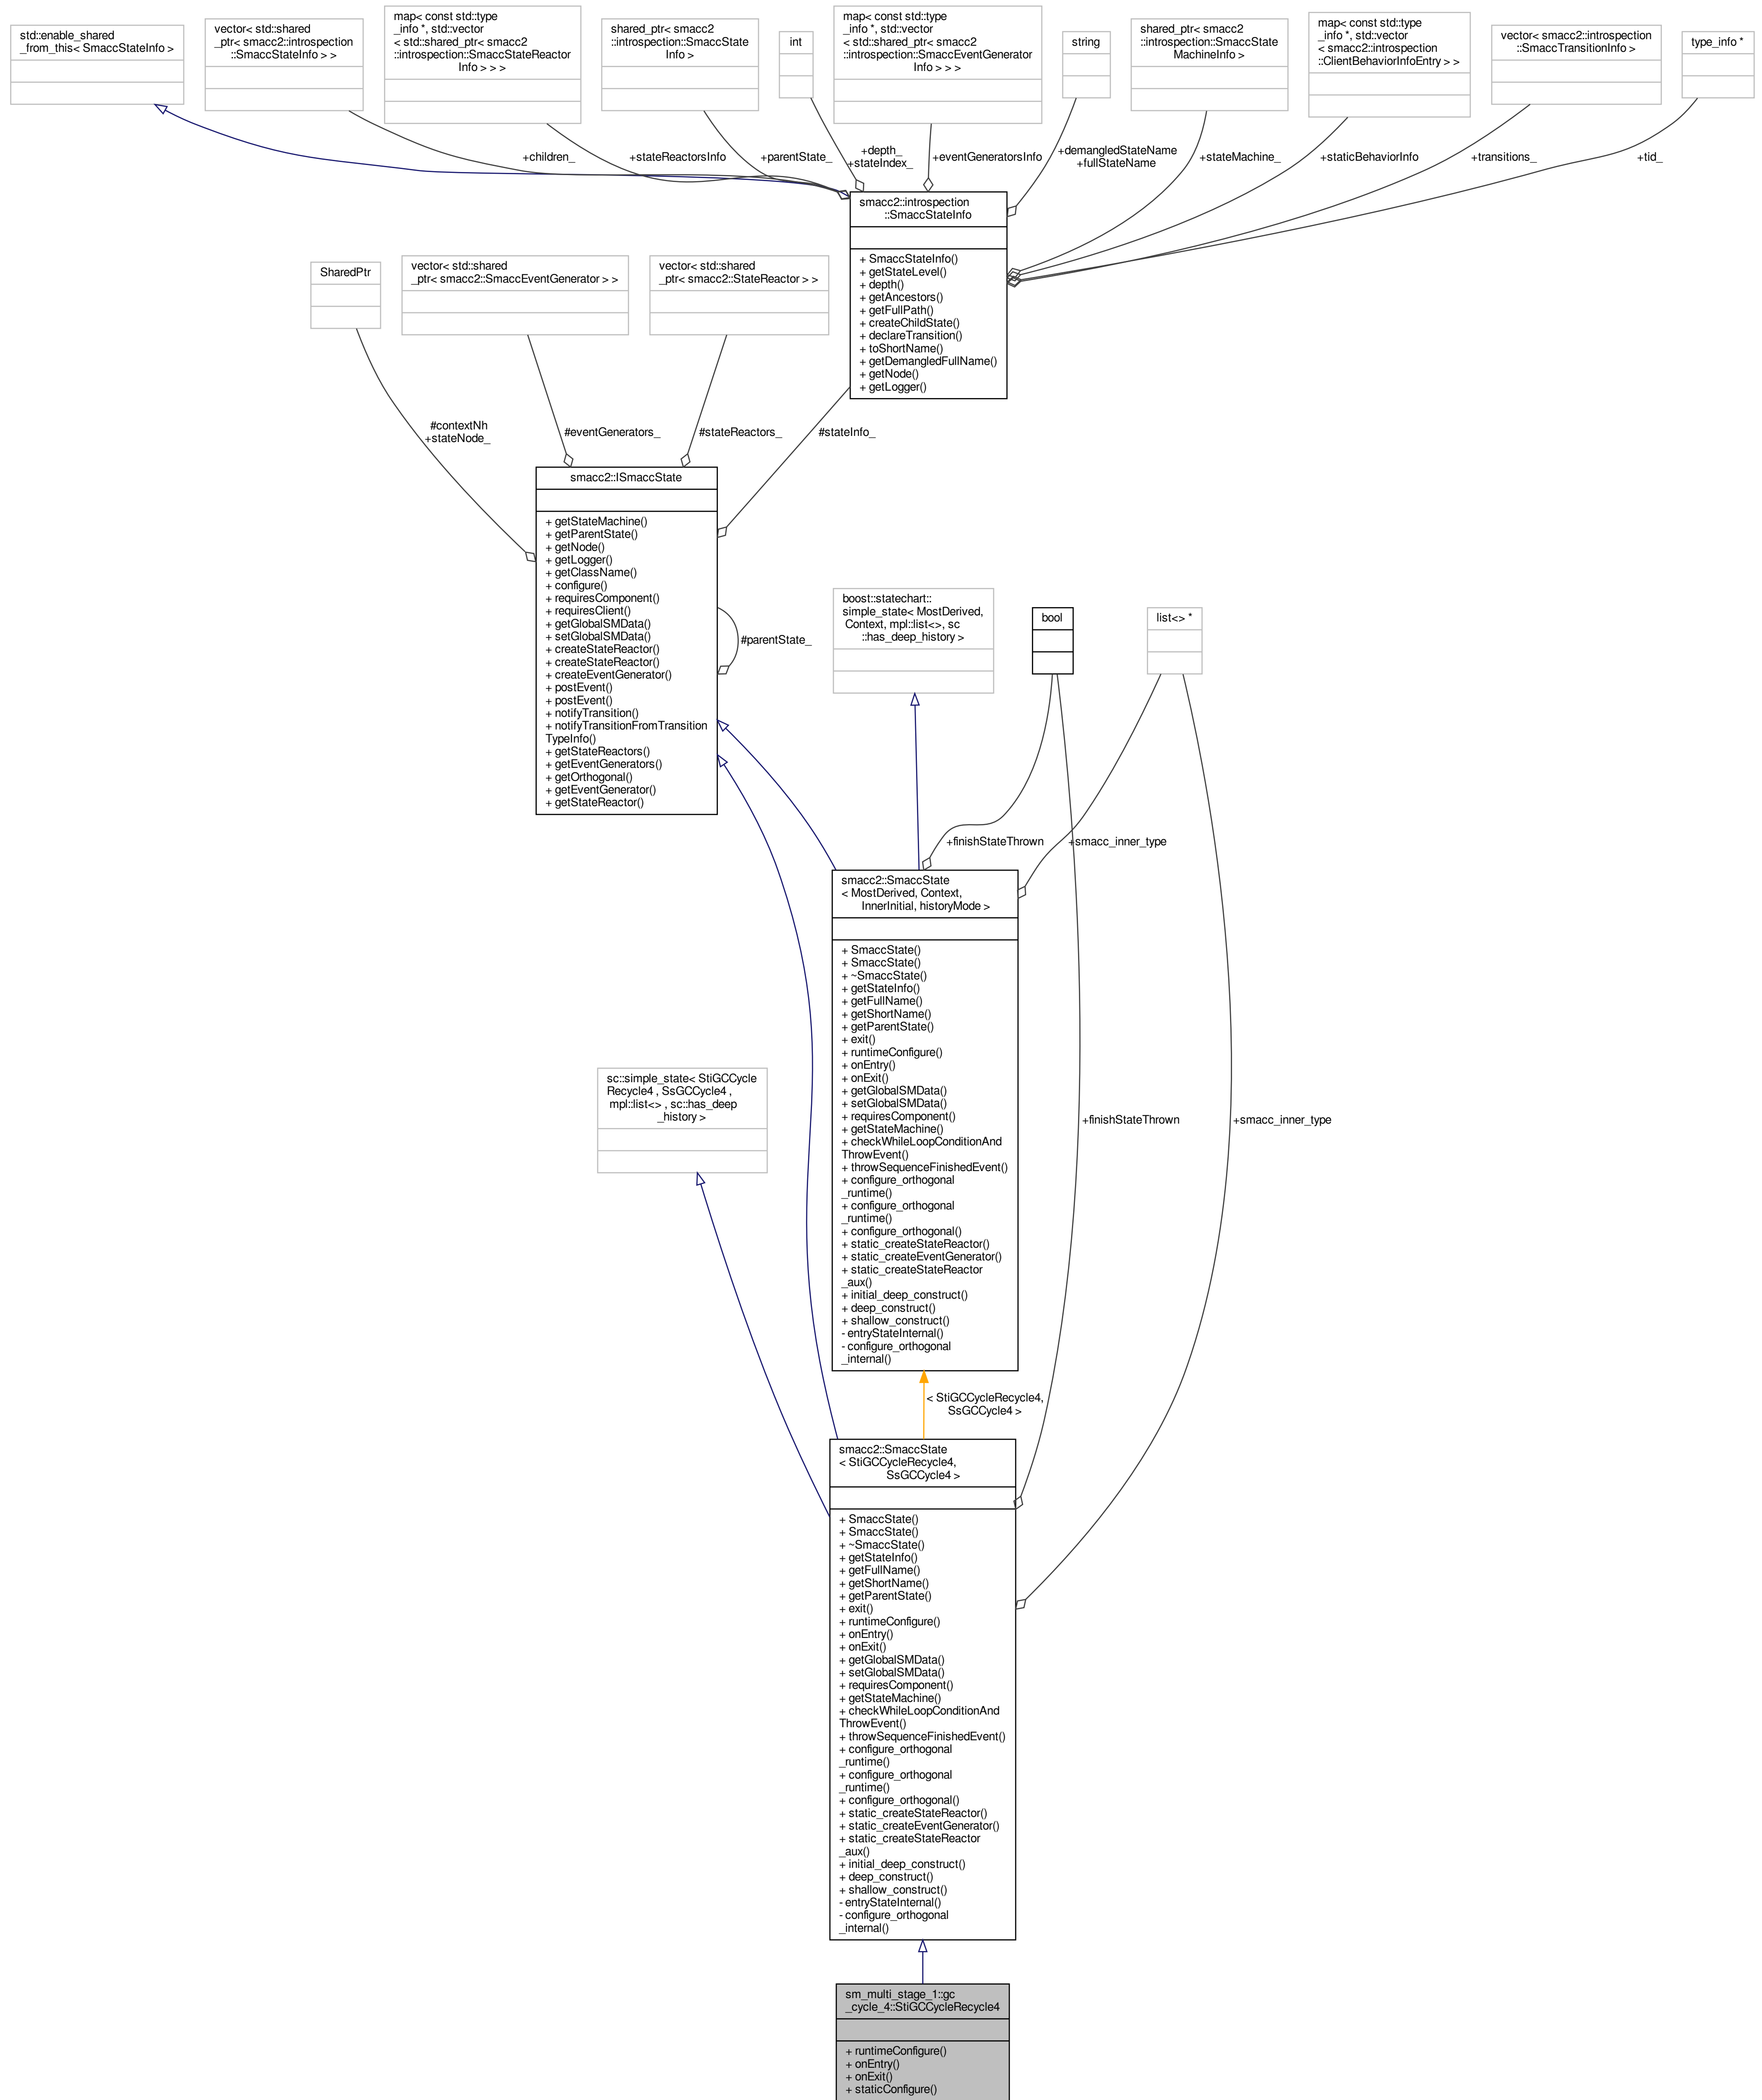 std::enable_shared
_from_this< SmaccStateInfo >
vector< std::shared
_ptr< smacc2::introspection
::SmaccStateInfo > >
map< const std::type
_info *, std::vector
< std::shared_ptr< smacc2
::introspection::SmaccStateReactor
Info > > >
shared_ptr< smacc2
::introspection::SmaccState
Info >
int
map< const std::type
_info *, std::vector
< std::shared_ptr< smacc2
::introspection::SmaccEventGenerator
Info > > >
string
shared_ptr< smacc2
::introspection::SmaccState
MachineInfo >
map< const std::type
_info *, std::vector
< smacc2::introspection
::ClientBehaviorInfoEntry > >
vector< smacc2::introspection
::SmaccTransitionInfo >
type_info *
+children_
+stateReactorsInfo
+parentState_
+depth_
+stateIndex_
+eventGeneratorsInfo
+demangledStateName
+fullStateName
+stateMachine_
+staticBehaviorInfo
+transitions_
+tid_
smacc2::introspection
::SmaccStateInfo
+ SmaccStateInfo()
+ getStateLevel()
+ depth()
+ getAncestors()
+ getFullPath()
+ createChildState()
+ declareTransition()
+ toShortName()
+ getDemangledFullName()
+ getNode()
+ getLogger()
SharedPtr
vector< std::shared
_ptr< smacc2::SmaccEventGenerator > >
vector< std::shared
_ptr< smacc2::StateReactor > >
#contextNh
+stateNode_
#eventGenerators_
#stateReactors_
#stateInfo_
smacc2::ISmaccState
+ getStateMachine()
+ getParentState()
+ getNode()
+ getLogger()
+ getClassName()
+ configure()
+ requiresComponent()
+ requiresClient()
+ getGlobalSMData()
+ setGlobalSMData()
+ createStateReactor()
+ createStateReactor()
+ createEventGenerator()
+ postEvent()
+ postEvent()
+ notifyTransition()
+ notifyTransitionFromTransition
TypeInfo()
+ getStateReactors()
+ getEventGenerators()
+ getOrthogonal()
+ getEventGenerator()
+ getStateReactor()
#parentState_
boost::statechart::
simple_state< MostDerived,
Context, mpl::list<>, sc
::has_deep_history >
bool
list<> *
+finishStateThrown
+smacc_inner_type
smacc2::SmaccState
< MostDerived, Context,
InnerInitial, historyMode >
+ SmaccState()
+ SmaccState()
+ ~SmaccState()
+ getStateInfo()
+ getFullName()
+ getShortName()
+ getParentState()
+ exit()
+ runtimeConfigure()
+ onEntry()
+ onExit()
+ getGlobalSMData()
+ setGlobalSMData()
+ requiresComponent()
+ getStateMachine()
+ checkWhileLoopConditionAnd
ThrowEvent()
+ throwSequenceFinishedEvent()
+ configure_orthogonal
_runtime()
+ configure_orthogonal
_runtime()
+ configure_orthogonal()
+ static_createStateReactor()
+ static_createEventGenerator()
+ static_createStateReactor
_aux()
+ initial_deep_construct()
+ deep_construct()
+ shallow_construct()
- entryStateInternal()
- configure_orthogonal
_internal()
sc::simple_state< StiGCCycle
Recycle4 , SsGCCycle4 ,
mpl::list<> , sc::has_deep
_history >
+finishStateThrown
+smacc_inner_type
< StiGCCycleRecycle4,
SsGCCycle4 >
smacc2::SmaccState
< StiGCCycleRecycle4,
SsGCCycle4 >
+ SmaccState()
+ SmaccState()
+ ~SmaccState()
+ getStateInfo()
+ getFullName()
+ getShortName()
+ getParentState()
+ exit()
+ runtimeConfigure()
+ onEntry()
+ onExit()
+ getGlobalSMData()
+ setGlobalSMData()
+ requiresComponent()
+ getStateMachine()
+ checkWhileLoopConditionAnd
ThrowEvent()
+ throwSequenceFinishedEvent()
+ configure_orthogonal
_runtime()
+ configure_orthogonal
_runtime()
+ configure_orthogonal()
+ static_createStateReactor()
+ static_createEventGenerator()
+ static_createStateReactor
_aux()
+ initial_deep_construct()
+ deep_construct()
+ shallow_construct()
- entryStateInternal()
- configure_orthogonal
_internal()
sm_multi_stage_1::gc
_cycle_4::StiGCCycleRecycle4
+ runtimeConfigure()
+ onEntry()
+ onExit()
+ staticConfigure()